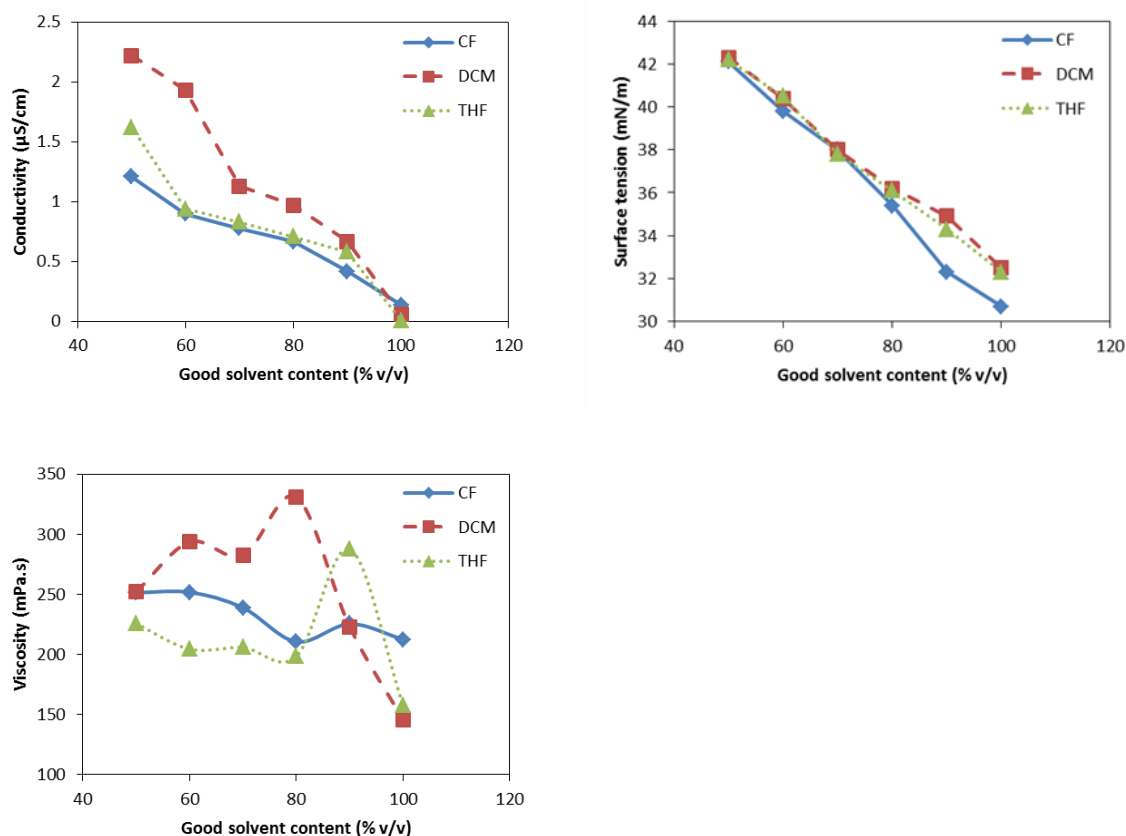 2.5
2
1.5
1
0.5
0
40
60
80
100
120
Conductivity (µS/cm)
Good solvent content (% v/v)
CF
DCM
THF
42
40
38
36
34
32
30
40
60
80
100
120
Surface tension (mN/m)
Good solvent content (% v/v)
CF
DCM
THF
350
300
250
200
150
100
40
60
80
100
120
Viscosity (mPa.s)
Good solvent content (% v/v)
CF
DCM
THF